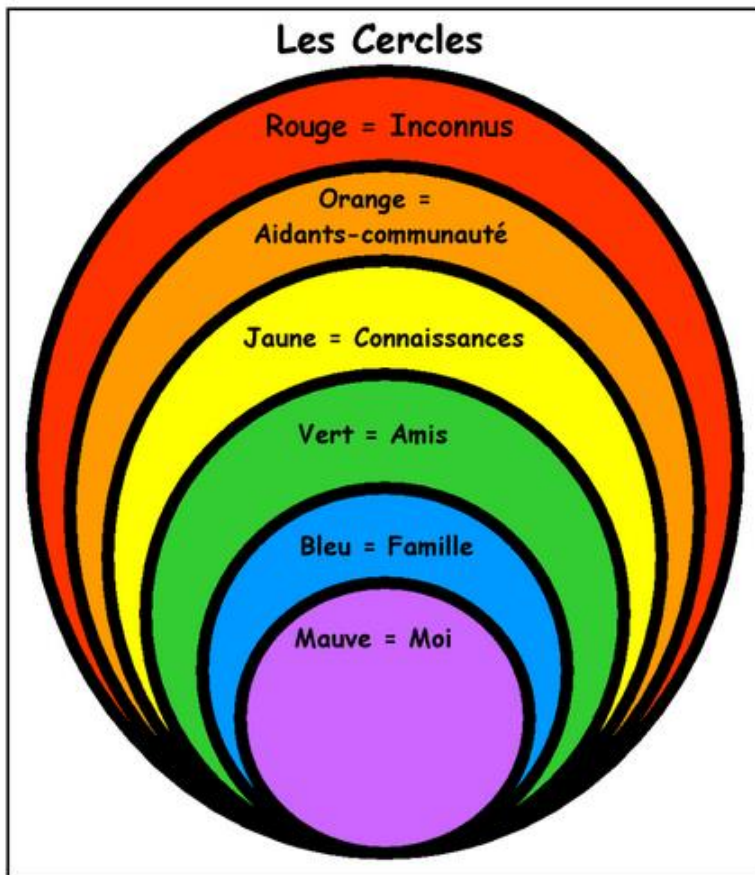 Les Cercles
Rouge = Inconnus
Orange =
Aidants-communauté
Jaune = Connaissances
Vert = Amis
Bleu = Famille
Mauve = Moi